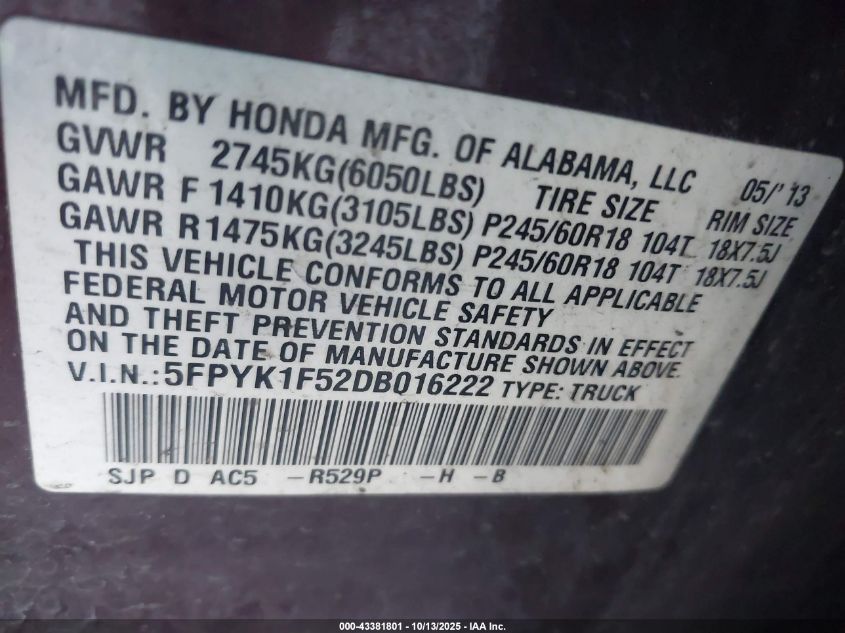 MFD. BY HONDA MFG. OF ALABAMA, LLC 05/'13
GVWR 2745KG(6050LBS) TIRE SIZE RIM SIZE
GAWR F 1410KG(3105LBS) P245/60R18 104T 18X7.5J
GAWR R 1475KG(3245LBS) P245/60R18 104T 18X7.5J
THIS VEHICLE CONFORMS TO ALL APPLICABLE
FEDERAL MOTOR VEHICLE SAFETY
AND THEFT PREVENTION STANDARDS IN EFFECT
ON THE DATE OF MANUFACTURE SHOWN ABOVE.
V.I.N.: 5FPYK1F52DB016222 TYPE: TRUCK
SJP D AC5 -R529P -H -B
000-43381801 - 10/13/2025 - IAA Inc.